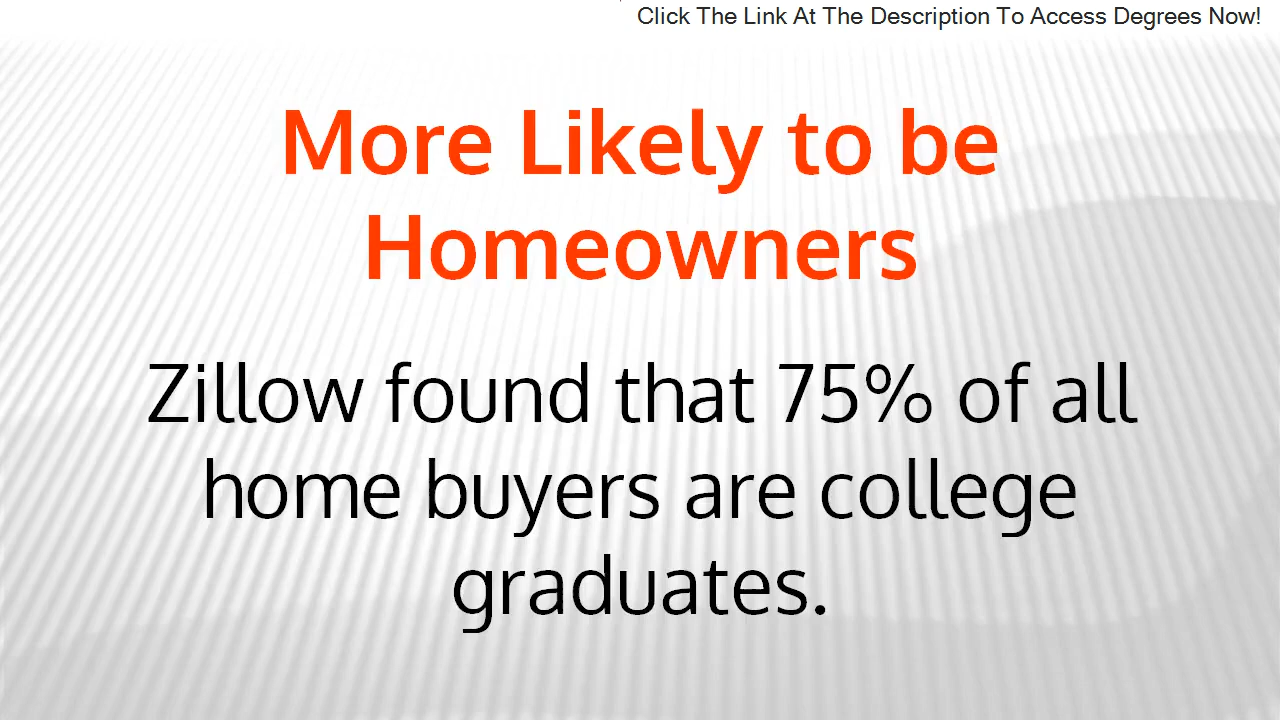 Click The Link At The Description To Access Degrees Now!
More Likely to be
Homeowners
Zillow found that 75% of all
home buyers are college
graduates.